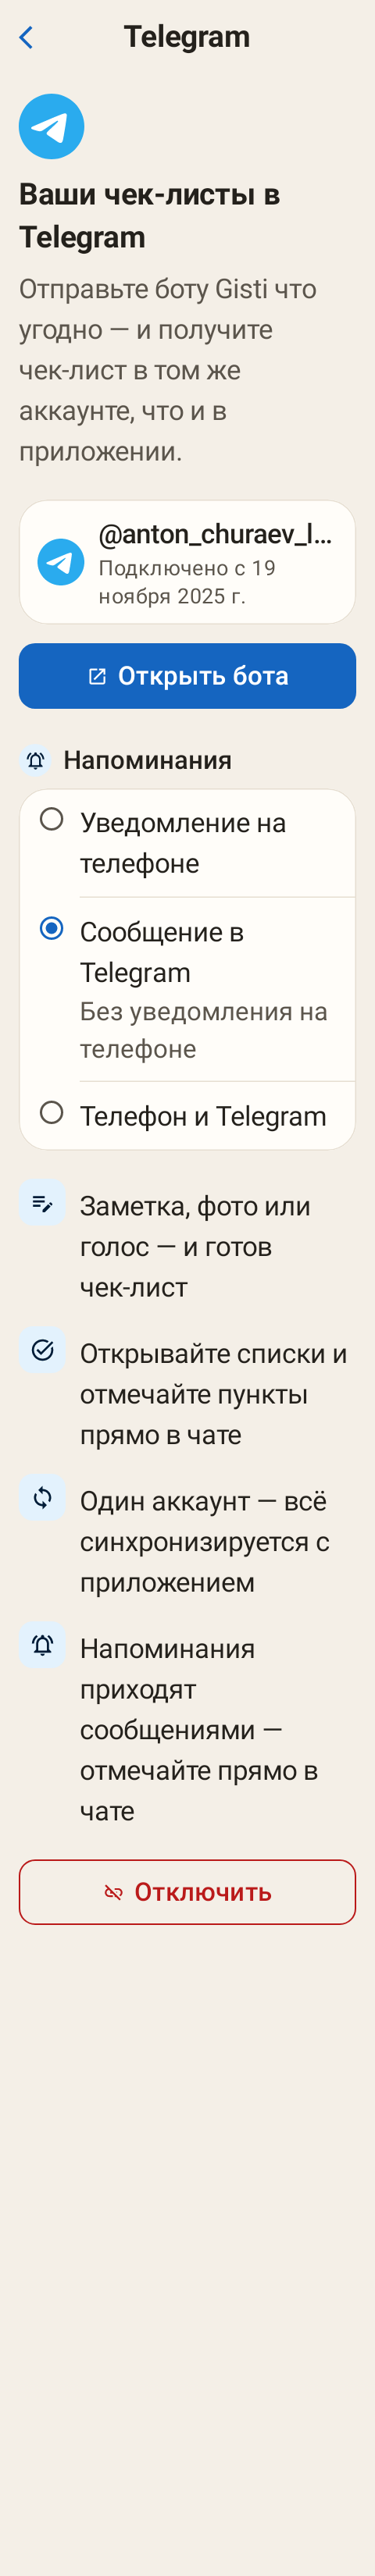 Telegram
Ваши чек-листы в
Telegram
Отправьте боту Gisti что
угодно — и получите
чек-лист в том же
аккаунте, что и в
приложении.
@anton_churaev_l...
Подключено с 19
ноября 2025 г.
Открыть бота
Напоминания
Уведомление на
телефоне
Сообщение в
Telegram
Без уведомления на
телефоне
Телефон и Telegram
Заметка, фото или
голос — и готов
чек-лист
Открывайте списки и
отмечайте пункты
прямо в чате
Один аккаунт — всё
синхронизируется с
приложением
Напоминания
приходят
сообщениями —
отмечайте прямо в
чате
Отключить